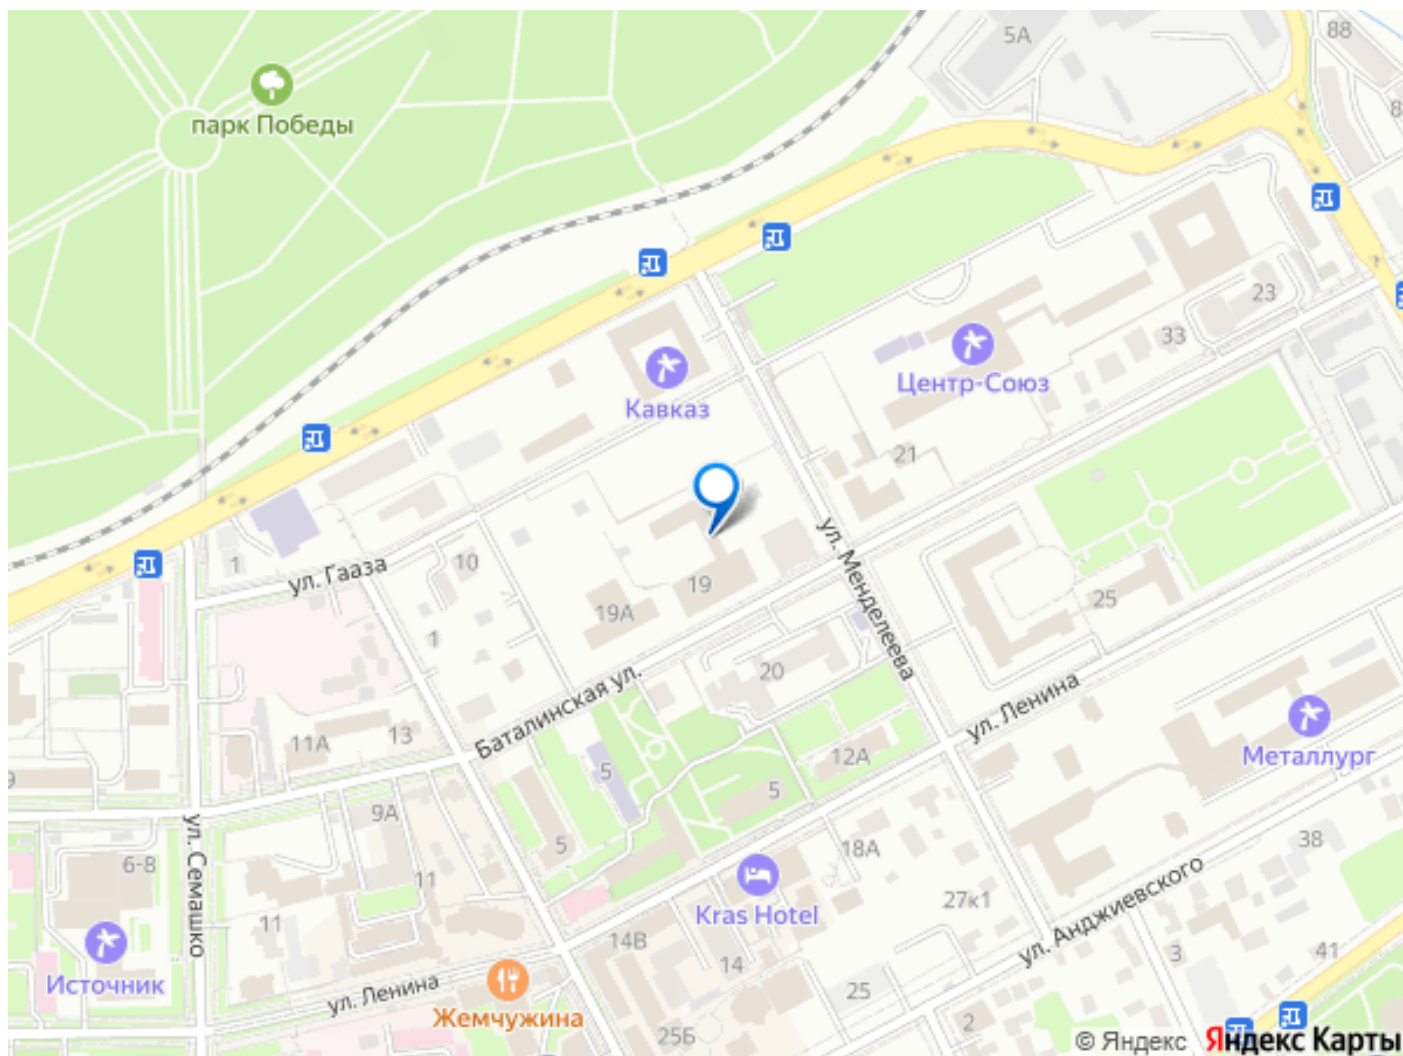 5А
88
парк Победы
23
33
Центр-Союз
Кавказ
21
ул. Менделеева
1
ул. Гааза
10
19
19А
25
1
20
ул. Ленина
Баталинская ул.
11А
13
12А
Металлург
5
5
9А
5
18А
38
ул. Семашко
6-8
11
11
Kras Hotel
27к1
ул. Анджиевского
14В
14
3
41
Источник
ул. Ленина
25
Жемчужина
25Б
2
© Яндекс
Яндекс Карты